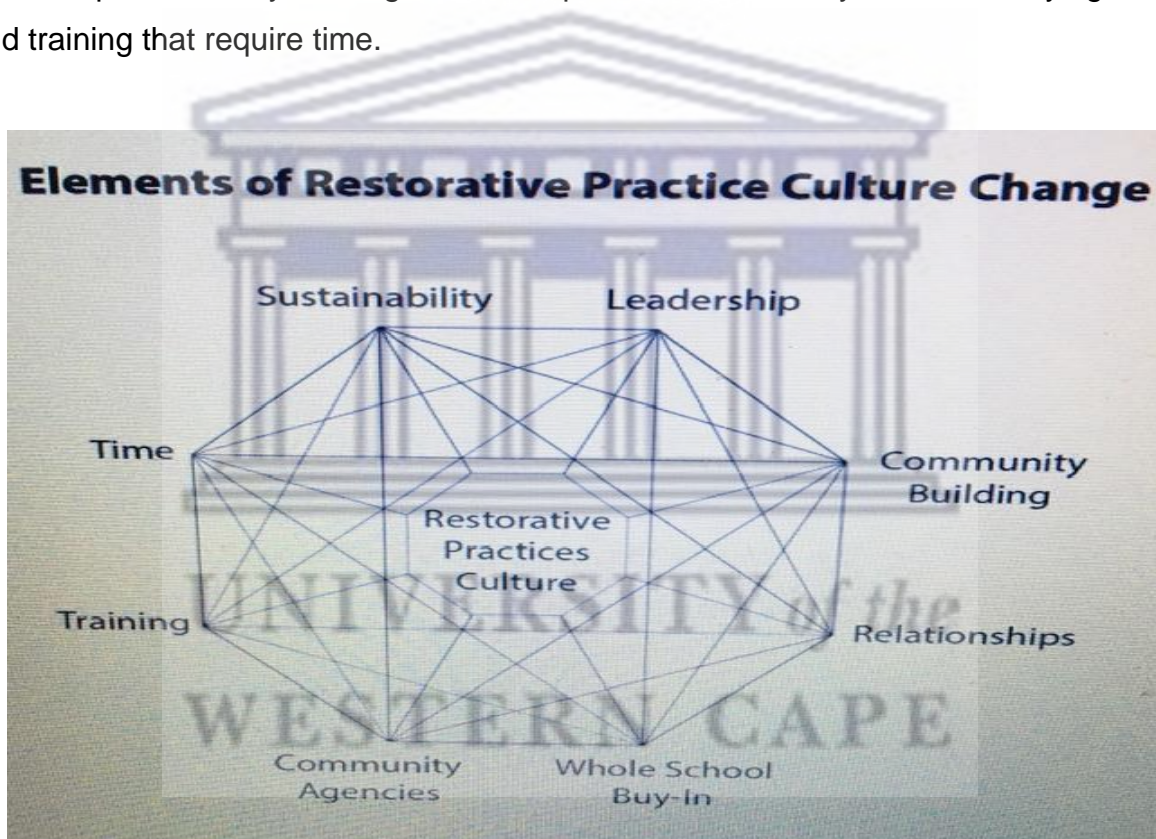 d training that require time.
Elements of Restorative Practice Culture Change
Sustainability
Leadership
Time
Community
Building
Restorative
Practices
Culture
Training
Relationships
Community
Agencies
Whole School
Buy-In
UNIVERSITY of the
WESTERN CAPE